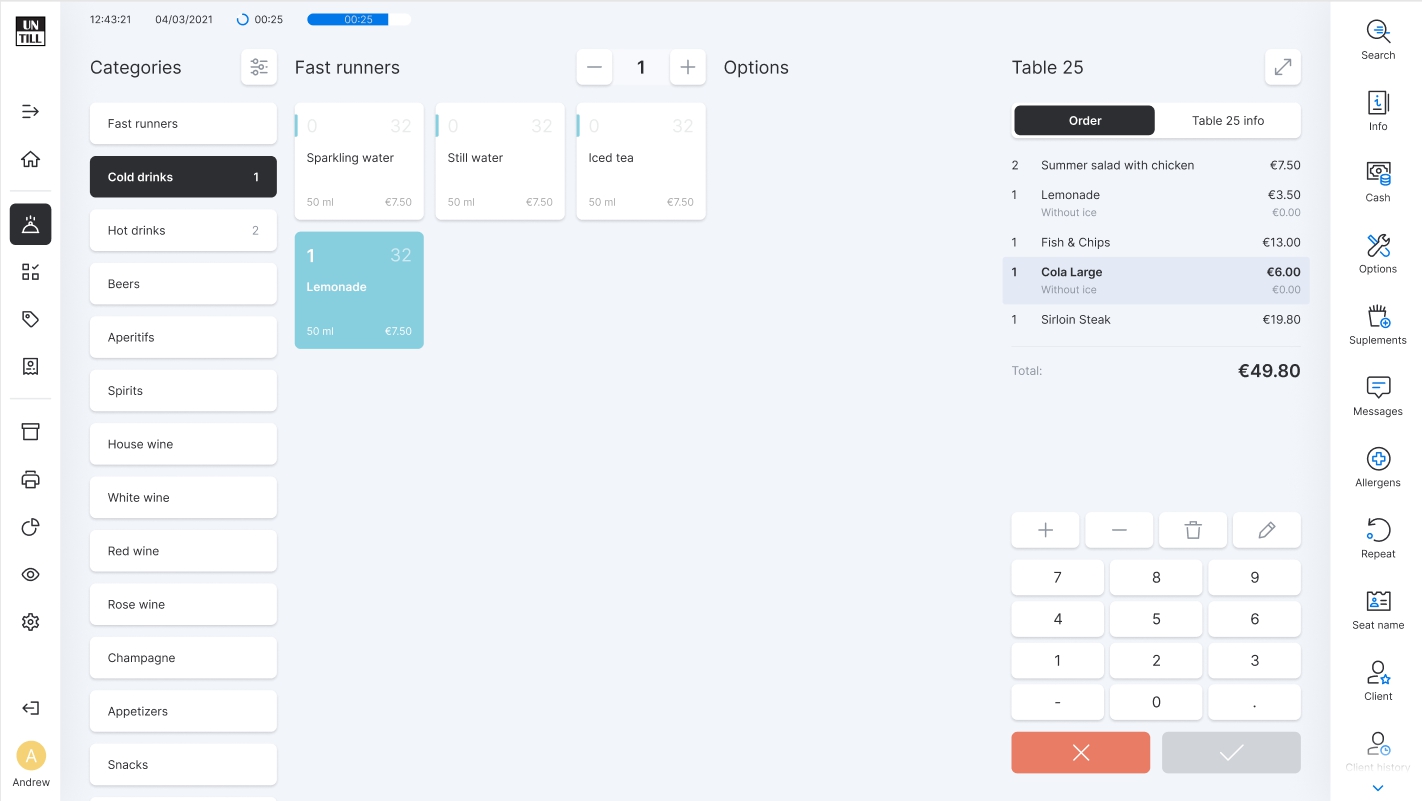 UN
TILL
12:43:21 04/03/2021 00:25 00:25
Categories
Fast runners
Cold drinks 1
Hot drinks 2
Beers
Aperitifs
Spirits
House wine
White wine
Red wine
Rose wine
Champagne
Appetizers
Snacks
Andrew
A
Fast runners 1
0 32
Sparkling water
50 ml €7.50
0 32
Still water
50 ml €7.50
0 32
Iced tea
50 ml €7.50
1 32
Lemonade
50 ml €7.50
Options
Table 25
Order Table 25 info
2 Summer salad with chicken €7.50
1 Lemonade €3.50
Without ice €0.00
1 Fish & Chips €13.00
1 Cola Large €6.00
Without ice €0.00
1 Sirloin Steak €19.80
Total: €49.80
7 8 9
4 5 6
1 2 3
- 0 .
Search
Info
Cash
Options
Suplements
Messages
Allergens
Repeat
Seat name
Client
Client history